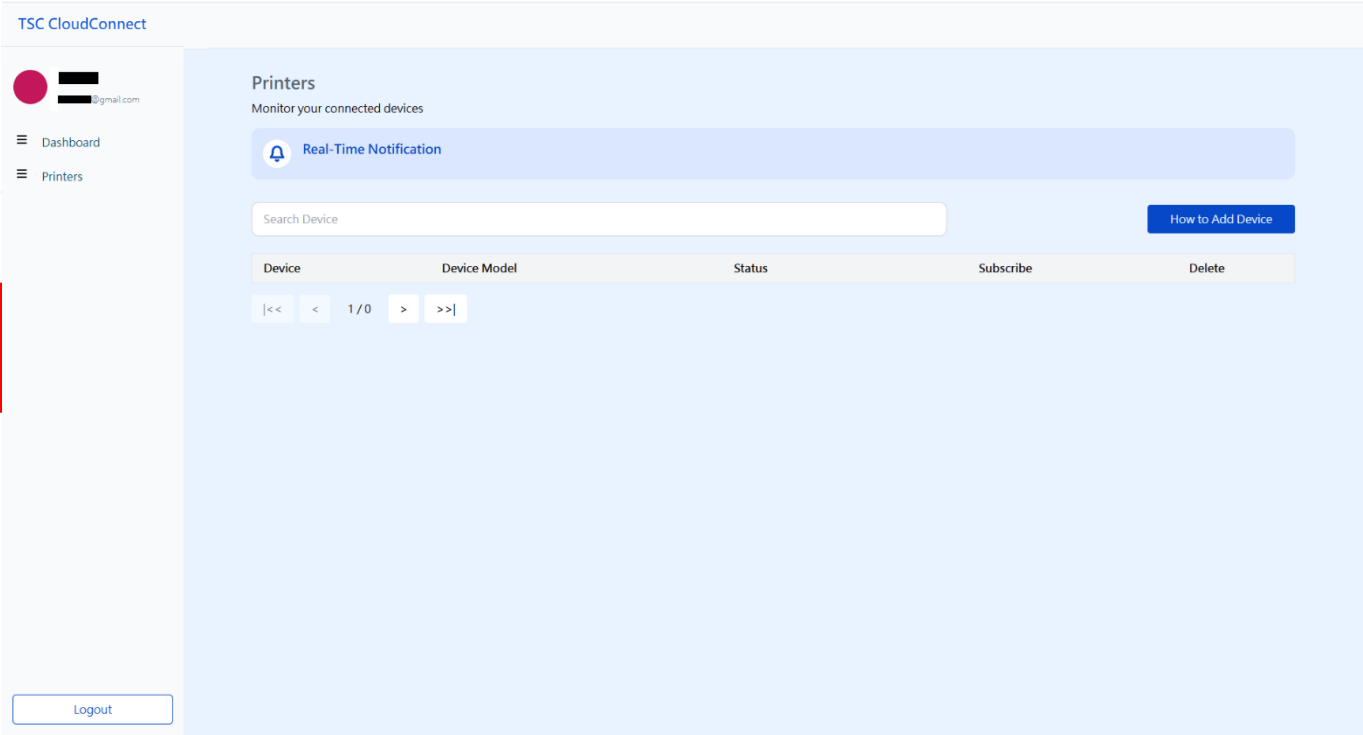 TSC CloudConnect
@gmail.com
Dashboard
Printers
Logout
Printers
Monitor your connected devices
Real-Time Notification
Search Device
How to Add Device
Device Device Model Status Subscribe Delete
|<< < 1 / 0 > >>|